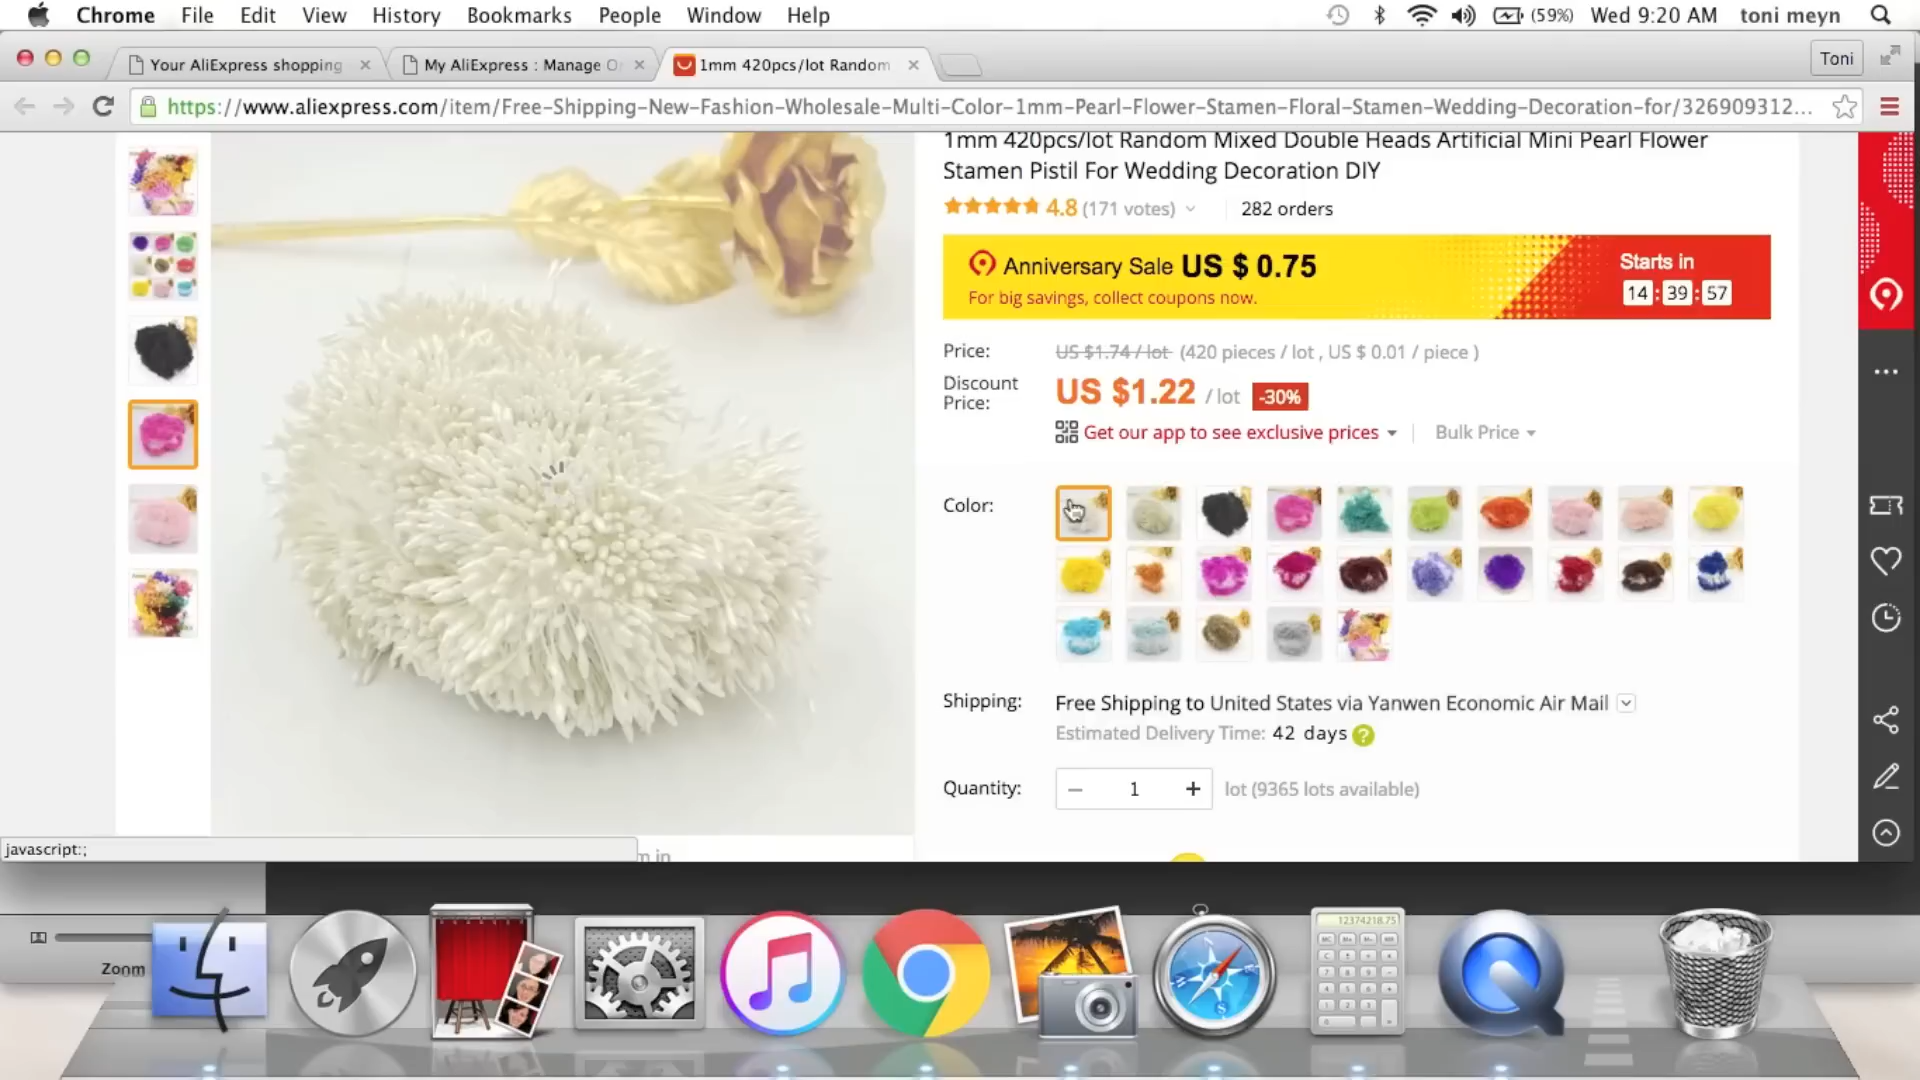 Chrome File Edit View History Bookmarks People Window Help (59%) Wed 9:20 AM toni meyn
Your AliExpress shopping
My AliExpress : Manage O
1mm 420pcs/lot Random
Toni
https://www.aliexpress.com/item/Free-Shipping-New-Fashion-Wholesale-Multi-Color-1mm-Pearl-Flower-Stamen-Floral-Stamen-Wedding-Decoration-for/326909312...
1mm 420pcs/lot Random Mixed Double Heads Artificial Mini Pearl Flower
Stamen Pistil For Wedding Decoration DIY
4.8 (171 votes) 282 orders
Anniversary Sale US $ 0.75
For big savings, collect coupons now.
Starts in
14 : 39 : 57
Price: US $1.74 / lot (420 pieces / lot , US $ 0.01 / piece )
Discount
Price:
US $1.22 / lot -30%
Get our app to see exclusive prices Bulk Price
Color:
Shipping: Free Shipping to United States via Yanwen Economic Air Mail
Estimated Delivery Time: 42 days ?
Quantity: − 1 + lot (9365 lots available)
javascript:;
m in
Zoom
12374218.75